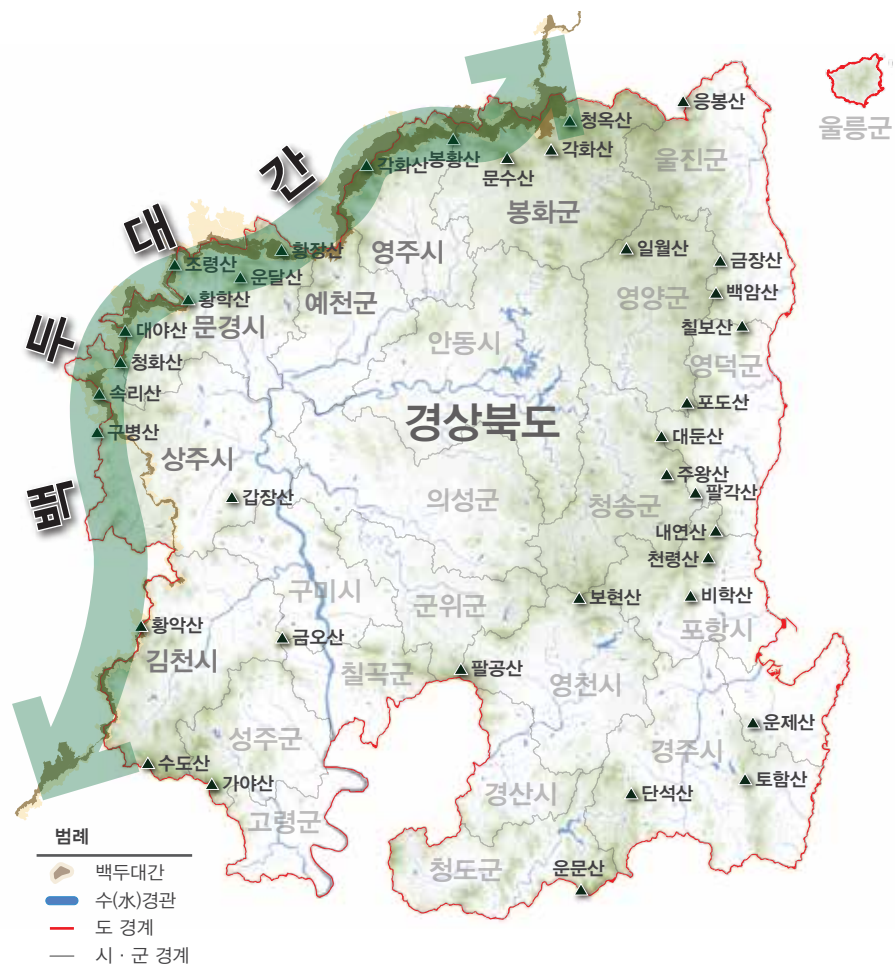 응봉산
울릉군
청옥산
각화산
봉황산
각화산
문수산
울진군
간
봉화군
대
영주시
일월산
금장산
황장산
조령산
운달산
백암산
황학산
예천군
영양군
문경시
칠보산
대야산
안동시
두
영덕군
청화산
속리산
포도산
구병산
경상북도
대둔산
상주시
주왕산
팔각산
갑장산
의성군
청송군
백
내연산
천령산
구미시
군위군
보현산
비학산
황악산
포항시
금오산
김천시
칠곡군
팔공산
영천시
운제산
성주군
경주시
수도산
가야산
토함산
경산시
단석산
고령군
청도군
운문산
범례
백두대간
수(水)경관
도 경계
시 · 군 경계